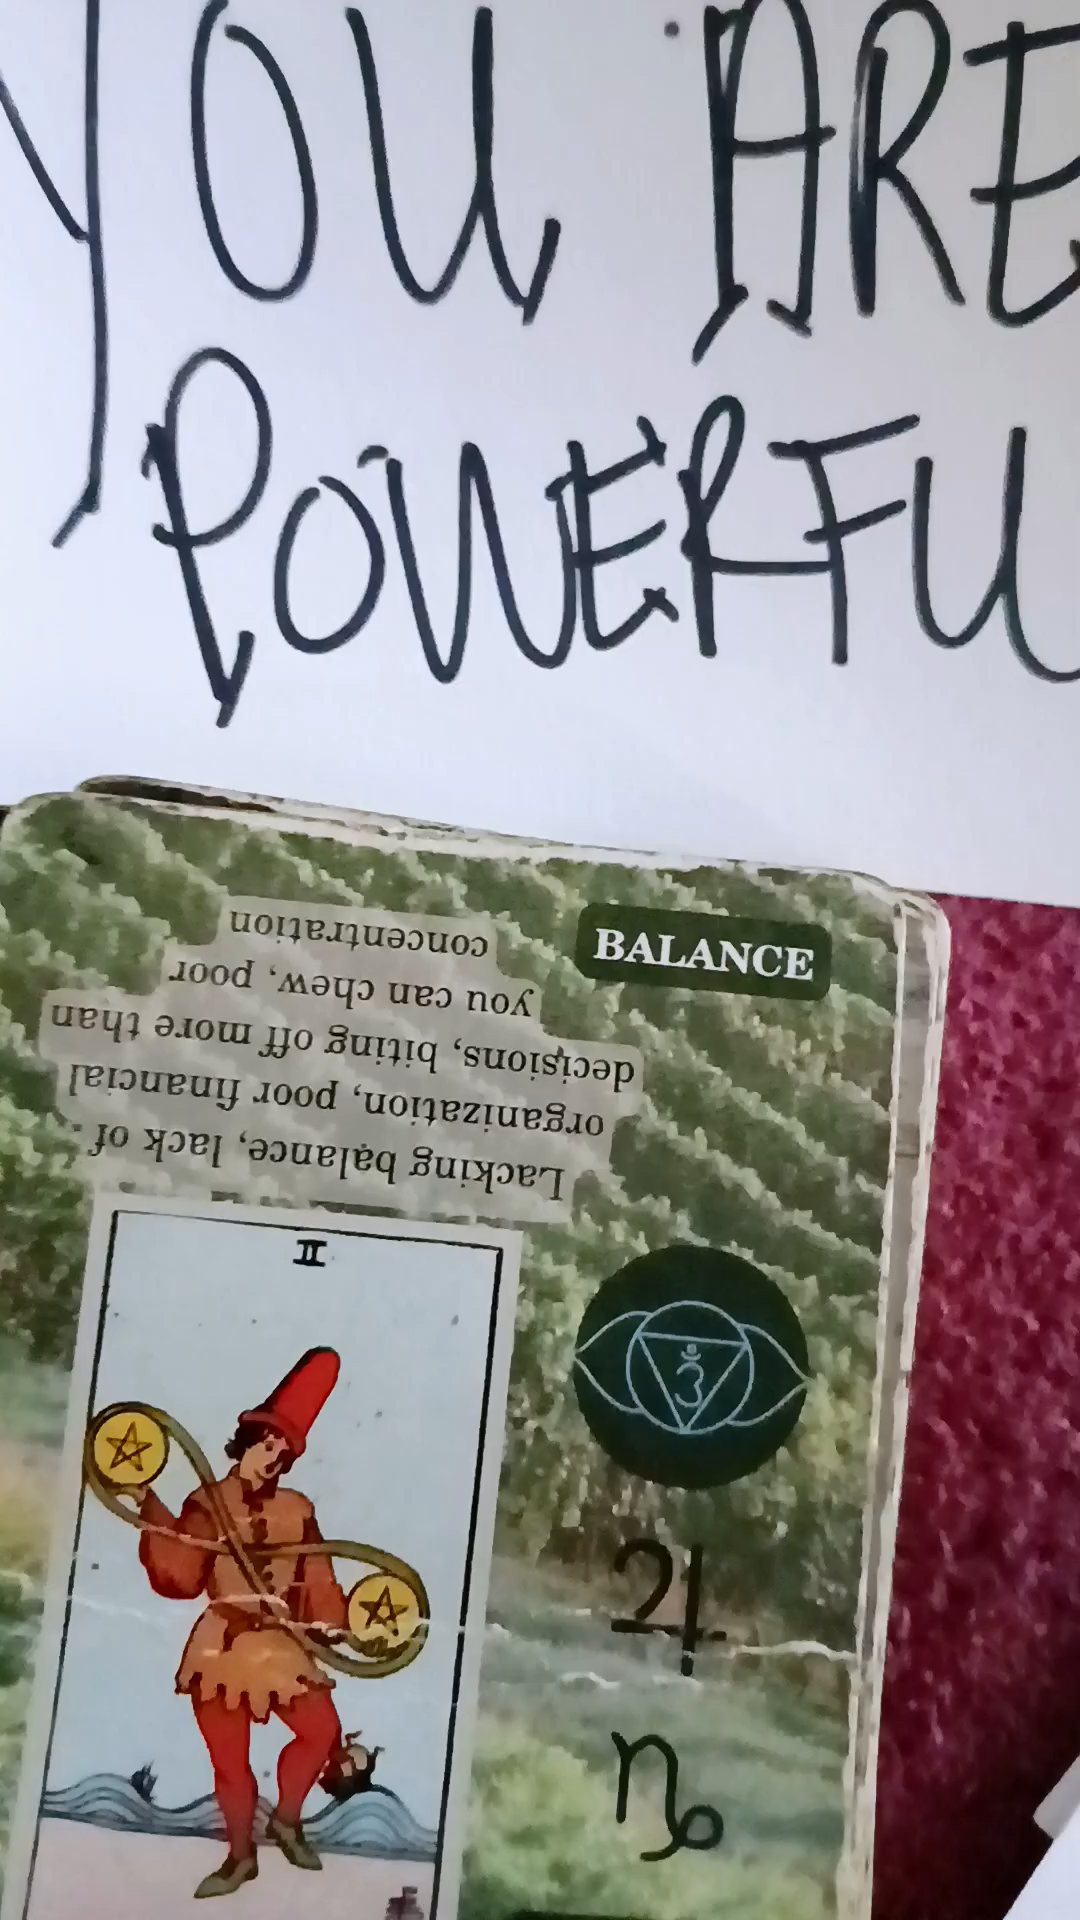 YOU ARE
POWERFU
BALANCE
Lacking balance, lack of
organization, poor financial
decisions, biting off more than
you can chew, poor
concentration
II